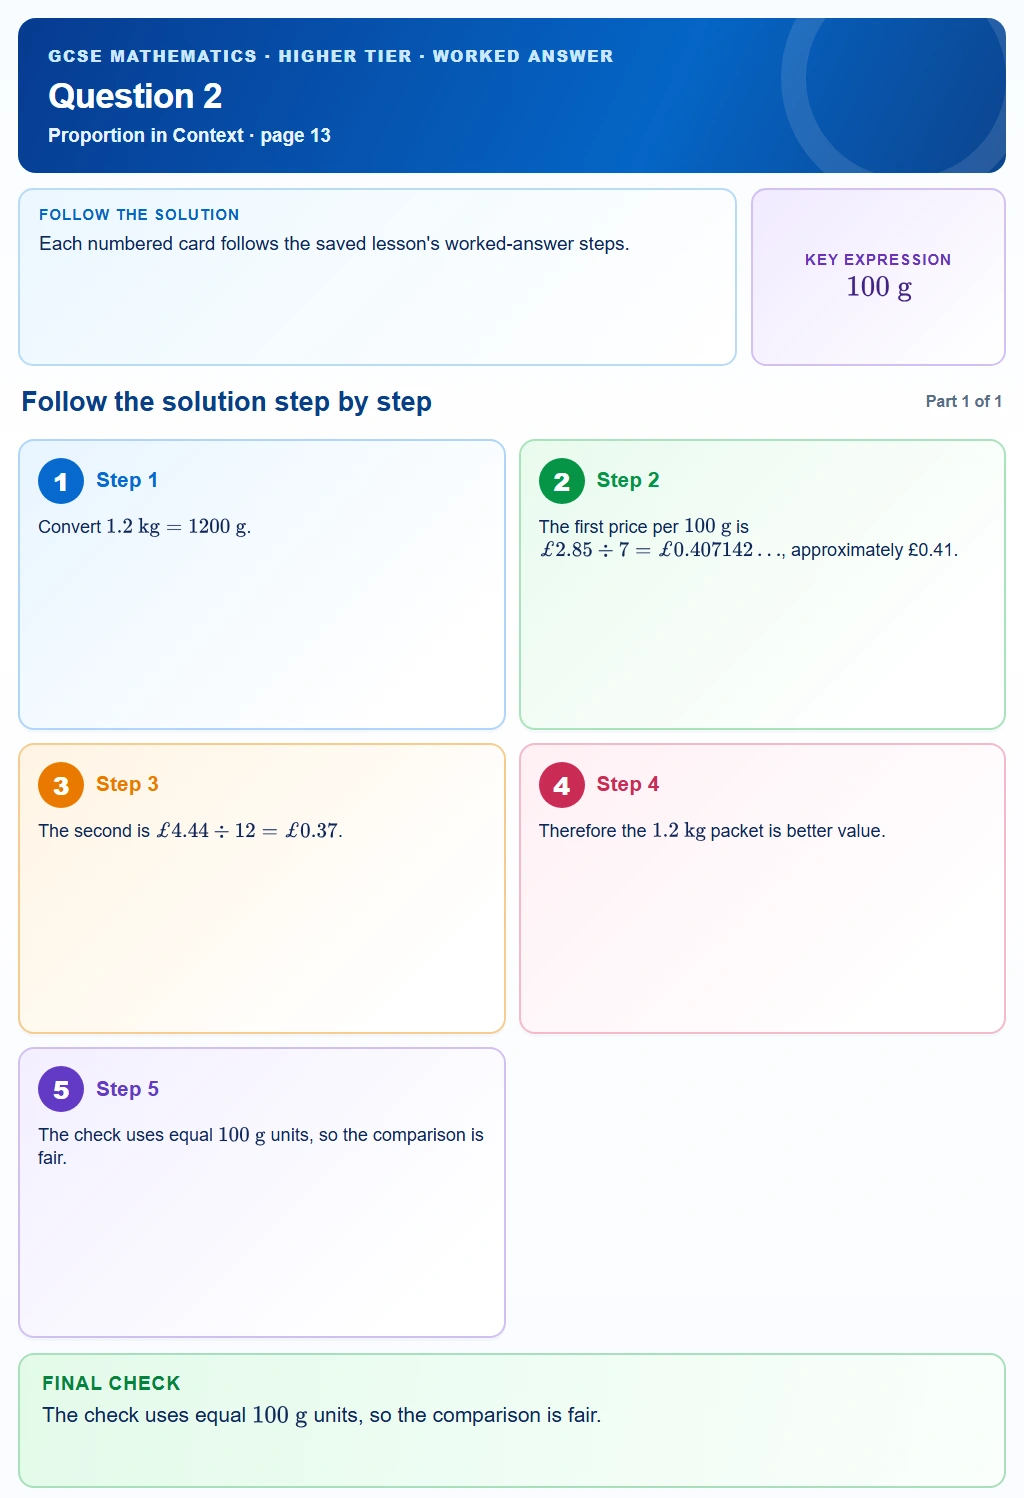 GCSE MATHEMATICS · HIGHER TIER · WORKED ANSWER
Question 2
Proportion in Context · page 13
FOLLOW THE SOLUTION
Each numbered card follows the saved lesson's worked-answer steps.
KEY EXPRESSION
100 g
Follow the solution step by step
Part 1 of 1
1 Step 1
Convert 1.2 kg = 1200 g.
2 Step 2
The first price per 100 g is
£2.85 ÷ 7 = £0.407142 . . ., approximately £0.41.
3 Step 3
The second is £4.44 ÷ 12 = £0.37.
4 Step 4
Therefore the 1.2 kg packet is better value.
5 Step 5
The check uses equal 100 g units, so the comparison is
fair.
FINAL CHECK
The check uses equal 100 g units, so the comparison is fair.